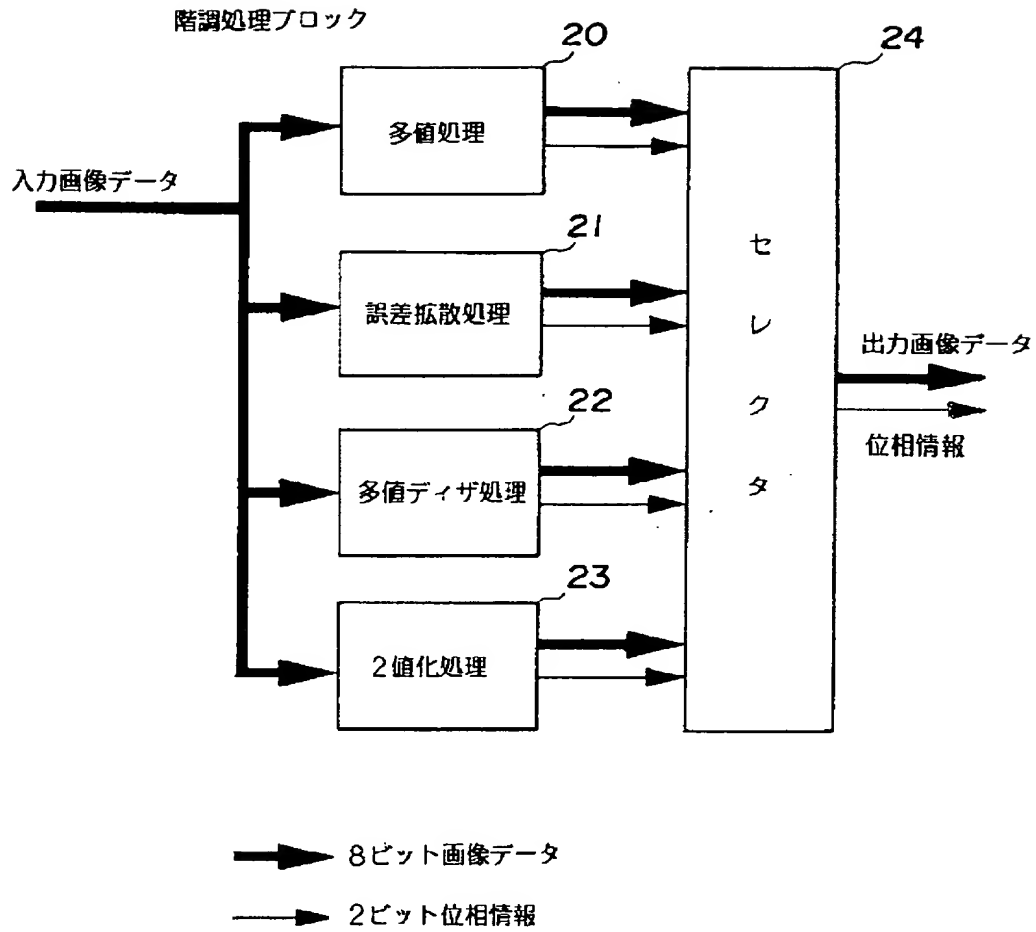 階調処理ブロック
20
24
多値処理
入力画像データ
21
誤差拡散処理
セレクタ
出力画像データ
22
位相情報
多値ディザ処理
23
2値化処理
8ビット画像データ
2ビット位相情報